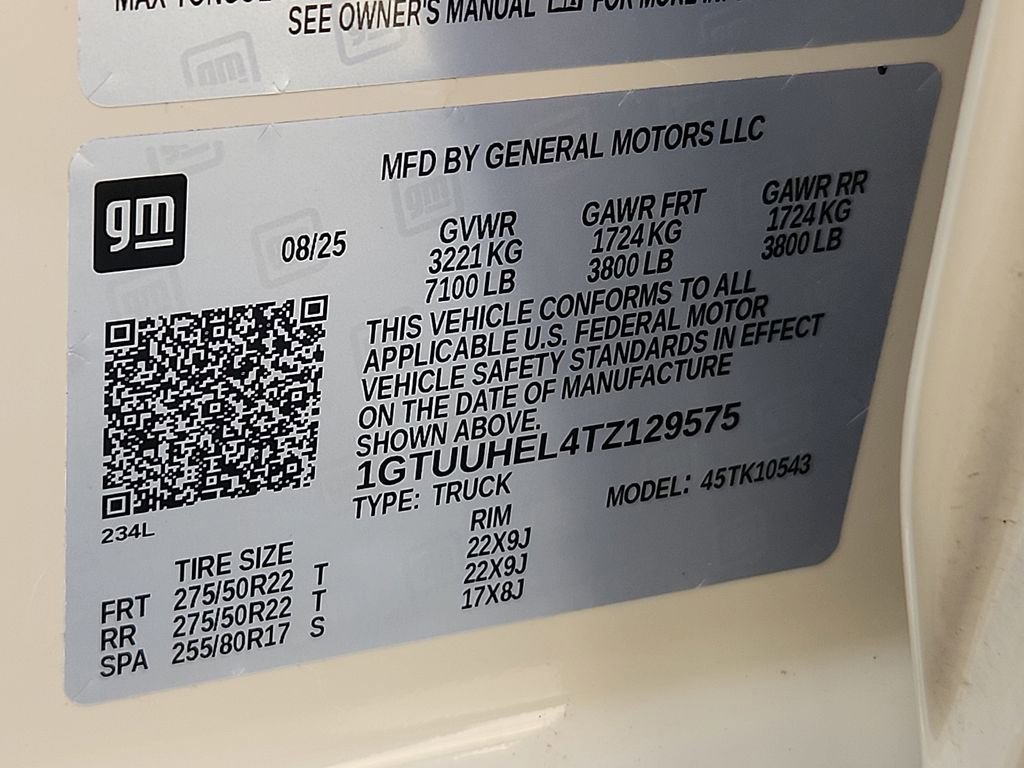 SEE OWNER'S MANUAL
MFD BY GENERAL MOTORS LLC
gm
08/25
GVWR
3221 KG
7100 LB
GAWR FRT
1724 KG
3800 LB
GAWR RR
1724 KG
3800 LB
THIS VEHICLE CONFORMS TO ALL
APPLICABLE U.S. FEDERAL MOTOR
VEHICLE SAFETY STANDARDS IN EFFECT
ON THE DATE OF MANUFACTURE
SHOWN ABOVE.
1GTUUHEL4TZ129575
TYPE: TRUCK
MODEL: 45TK10543
234L
TIRE SIZE
RIM
FRT 275/50R22 T 22X9J
RR 275/50R22 T 22X9J
SPA 255/80R17 S 17X8J